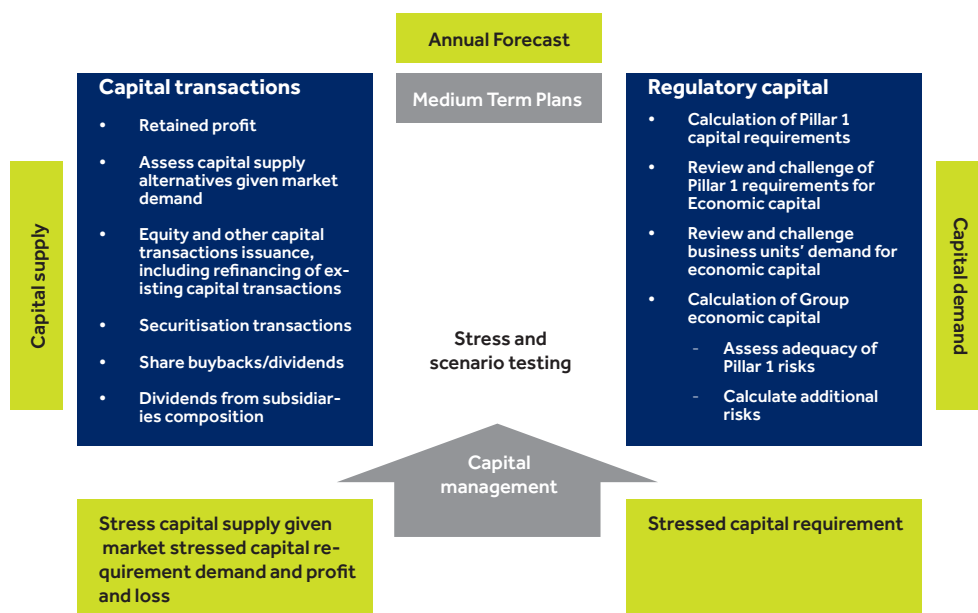 Annual Forecast
Medium Term Plans
Capital supply
Capital transactions
• Retained profit
• Assess capital supply
alternatives given market
demand
• Equity and other capital
transactions issuance,
including refinancing of ex-
isting capital transactions
• Securitisation transactions
• Share buybacks/dividends
• Dividends from subsidiar-
ies composition
Stress and
scenario testing
Capital
management
Regulatory capital
• Calculation of Pillar 1
capital requirements
• Review and challenge of
Pillar 1 requirements for
Economic capital
• Review and challenge
business units’ demand for
economic capital
• Calculation of Group
economic capital
- Assess adequacy of
Pillar 1 risks
- Calculate additional
risks
Capital demand
Stress capital supply given
market stressed capital re-
quirement demand and profit
and loss
Stressed capital requirement